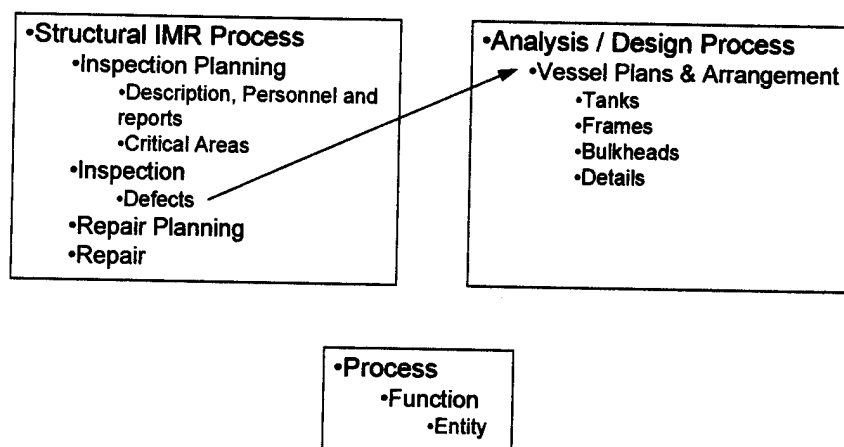 •Structural IMR Process
•Inspection Planning
•Description, Personnel and
reports
•Critical Areas
•Inspection
•Defects
•Repair Planning
•Repair
•Analysis / Design Process
•Vessel Plans & Arrangement
•Tanks
•Frames
•Bulkheads
•Details
•Process
•Function
•Entity